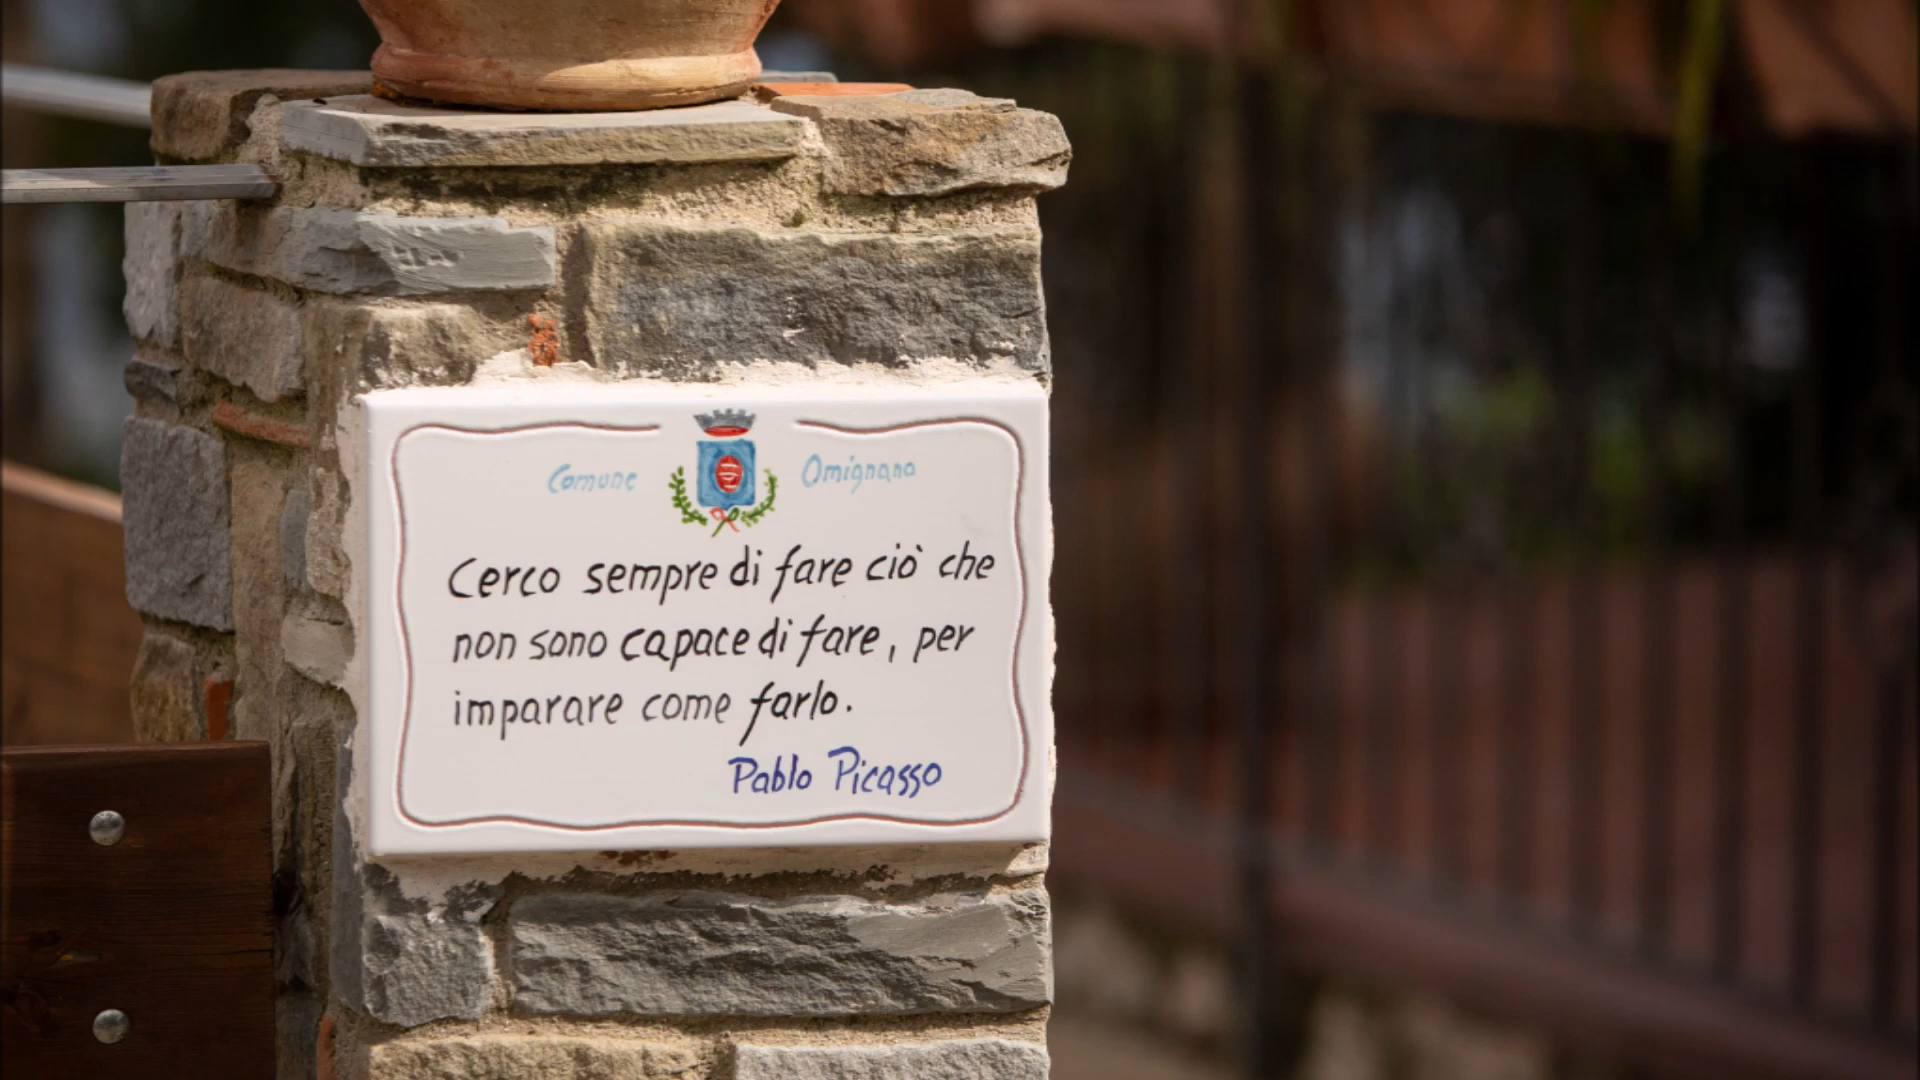 Comune Omignano
Cerco sempre di fare ciò che
non sono capace di fare, per
imparare come farlo.
Pablo Picasso